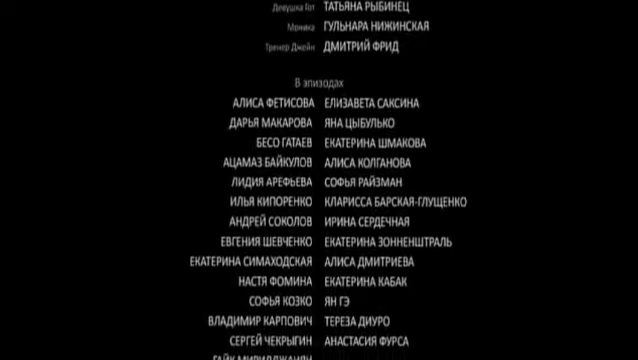 Девушка Гот ТАТЬЯНА РЫБИНЕЦ
Моника ГУЛЬНАРА НИЖИНСКАЯ
Тренер Джейн ДМИТРИЙ ФРИД
В эпизодах
АЛИСА ФЕТИСОВА ЕЛИЗАВЕТА САКСИНА
ДАРЬЯ МАКАРОВА ЯНА ЦЫБУЛЬКО
БЕСО ГАТАЕВ ЕКАТЕРИНА ШМАКОВА
АЦАМАЗ БАЙКУЛОВ АЛИСА КОЛГАНОВА
ЛИДИЯ АРЕФЬЕВА СОФЬЯ РАЙЗМАН
ИЛЬЯ КИПОРЕНКО КЛАРИССА БАРСКАЯ-ГЛУЩЕНКО
АНДРЕЙ СОКОЛОВ ИРИНА СЕРДЕЧНАЯ
ЕВГЕНИЯ ШЕВЧЕНКО ЕКАТЕРИНА ЗОННЕНШТРАЛЬ
ЕКАТЕРИНА СИМАХОДСКАЯ АЛИСА ДМИТРИЕВА
НАСТЯ ФОМИНА ЕКАТЕРИНА КАБАК
СОФЬЯ КОЗКО ЯН ГЭ
ВЛАДИМИР КАРПОВИЧ ТЕРЕЗА ДИУРО
СЕРГЕЙ ЧЕКРЫГИН АНАСТАСИЯ ФУРСА
ГАЙК МИРИДЖАНЯН